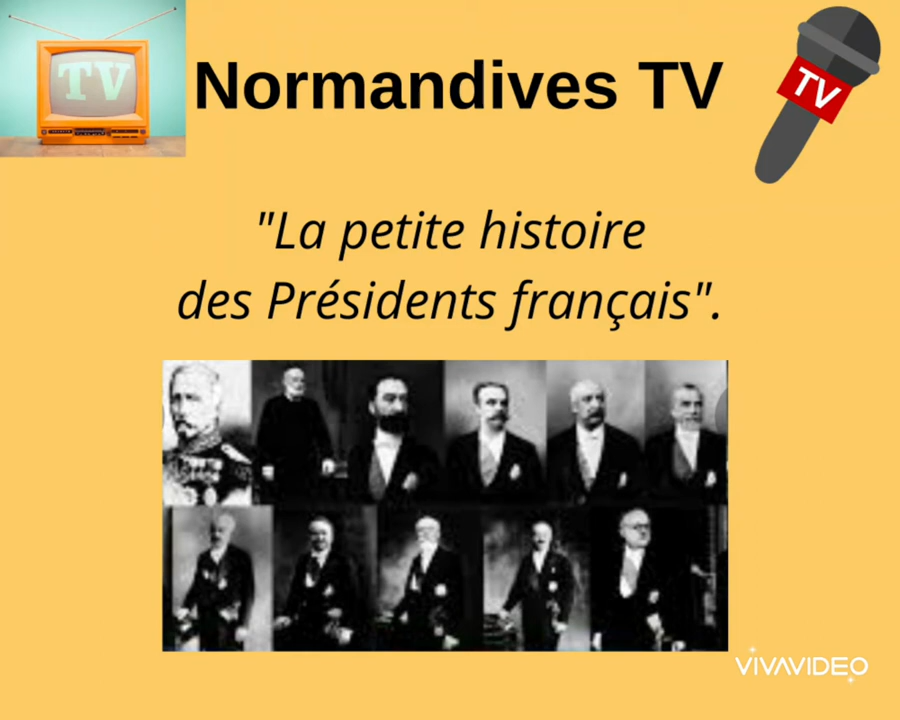 TV
Normandives TV
TV
"La petite histoire
des Présidents français".
VIVAVIDEO